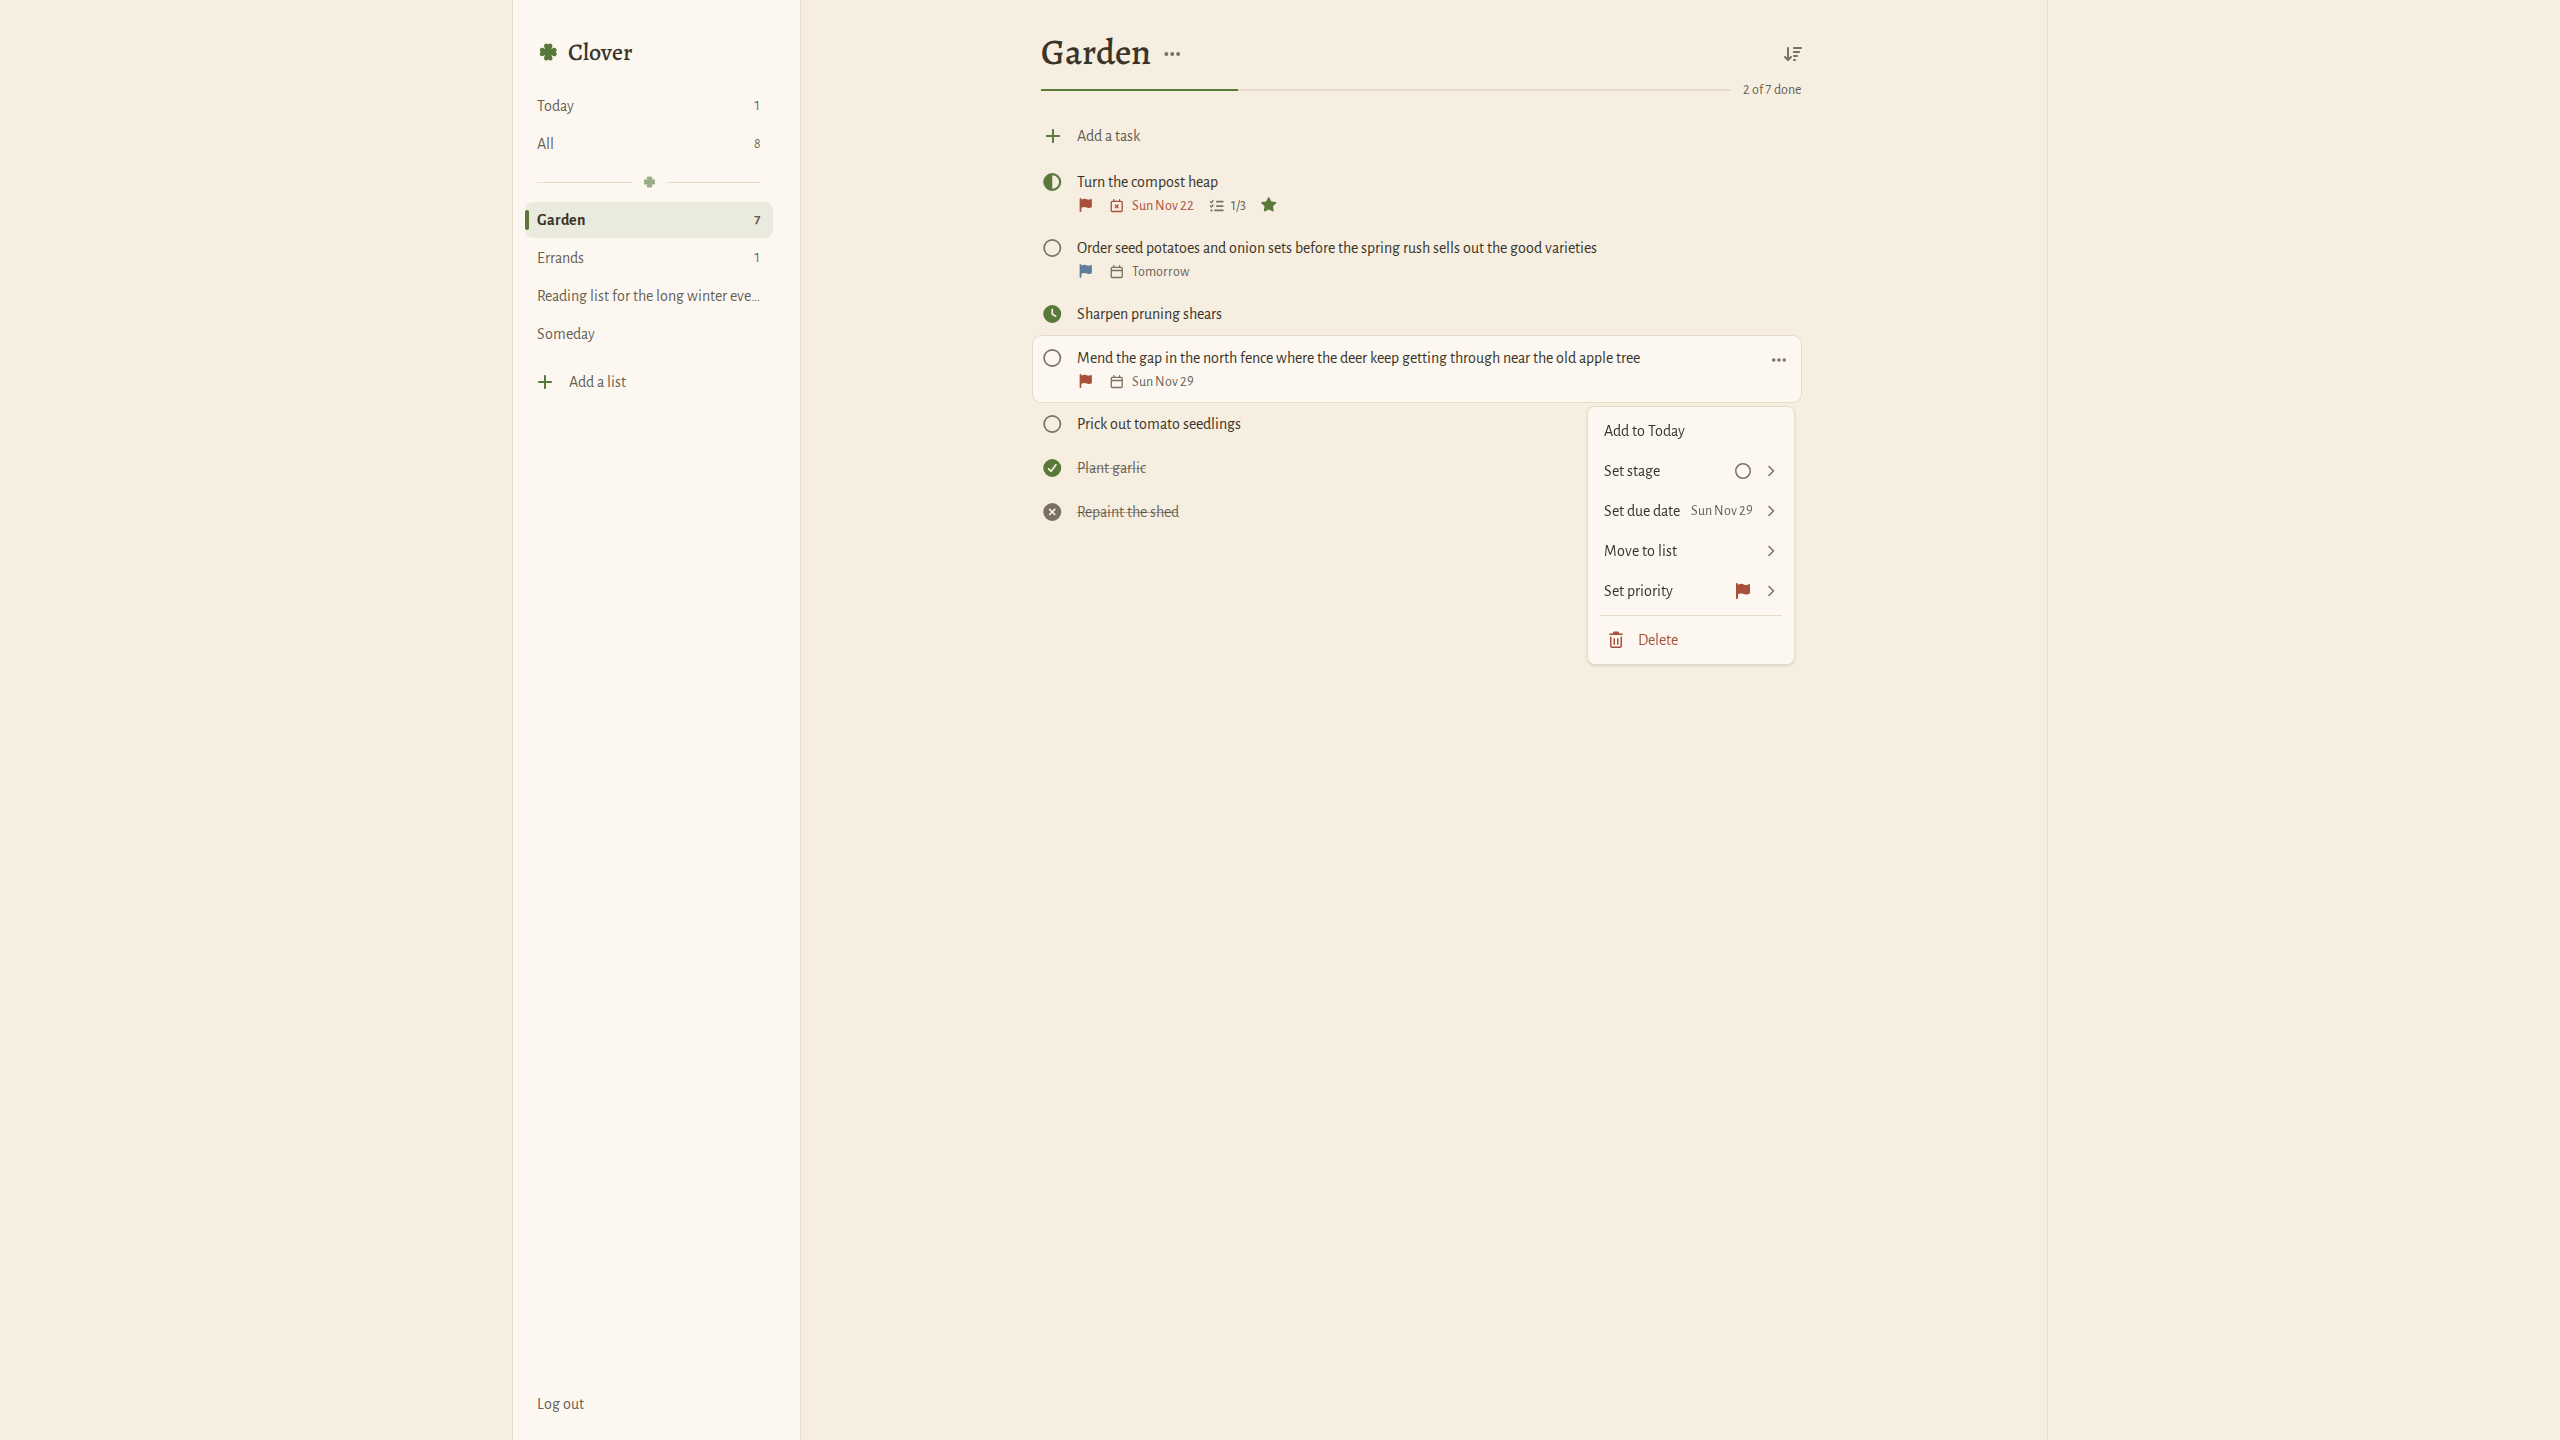 Clover
Today 1
All 8
Garden 7
Errands 1
Reading list for the long winter eve...
Someday
Add a list
Log out
Garden
2 of 7 done
Add a task
Turn the compost heap
Sun Nov 22 1/3
Order seed potatoes and onion sets before the spring rush sells out the good varieties
Tomorrow
Sharpen pruning shears
Mend the gap in the north fence where the deer keep getting through near the old apple tree
Sun Nov 29
Prick out tomato seedlings
Plant garlic
Repaint the shed
Add to Today
Set stage
Set due date Sun Nov 29
Move to list
Set priority
Delete